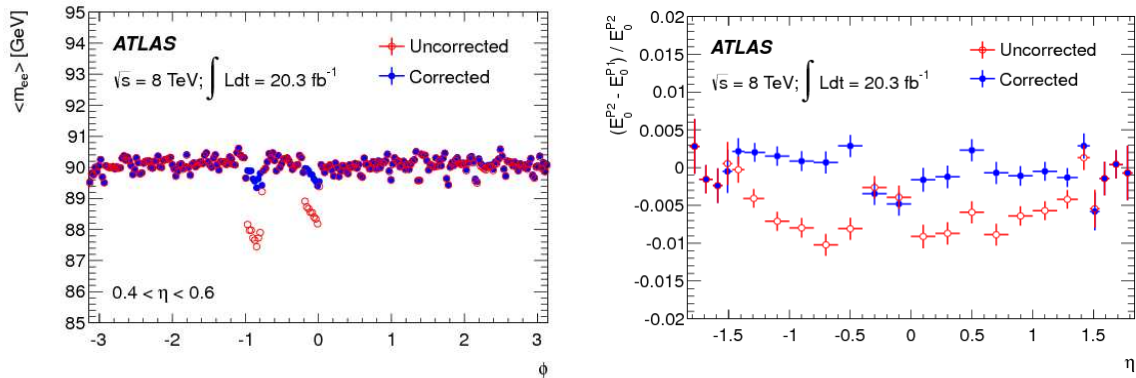 <m_ee> [GeV]
95
94
93
92
91
90
89
88
87
86
85
ATLAS
√s = 8 TeV; ∫ Ldt = 20.3 fb⁻¹
Uncorrected
Corrected
0.4 < η < 0.6
-3 -2 -1 0 1 2 3
ϕ
(E₀^P2 - E₀^P1) / E₀^P2
0.02
0.015
0.01
0.005
0
-0.005
-0.01
-0.015
-0.02
ATLAS
√s = 8 TeV; ∫ Ldt = 20.3 fb⁻¹
Uncorrected
Corrected
-1.5 -1 -0.5 0 0.5 1 1.5
η